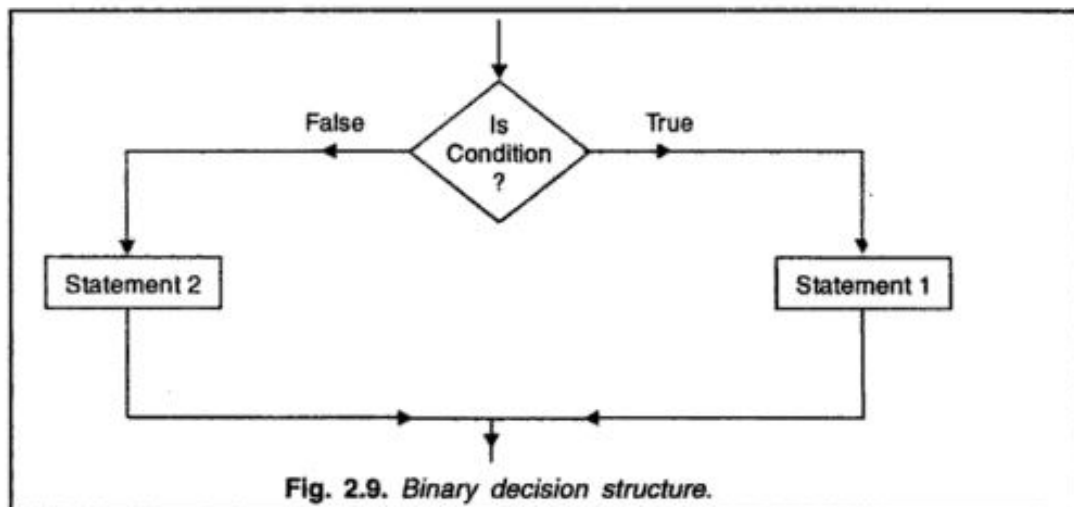 False
Is
Condition
?
True
Statement 2
Statement 1
Fig. 2.9. Binary decision structure.